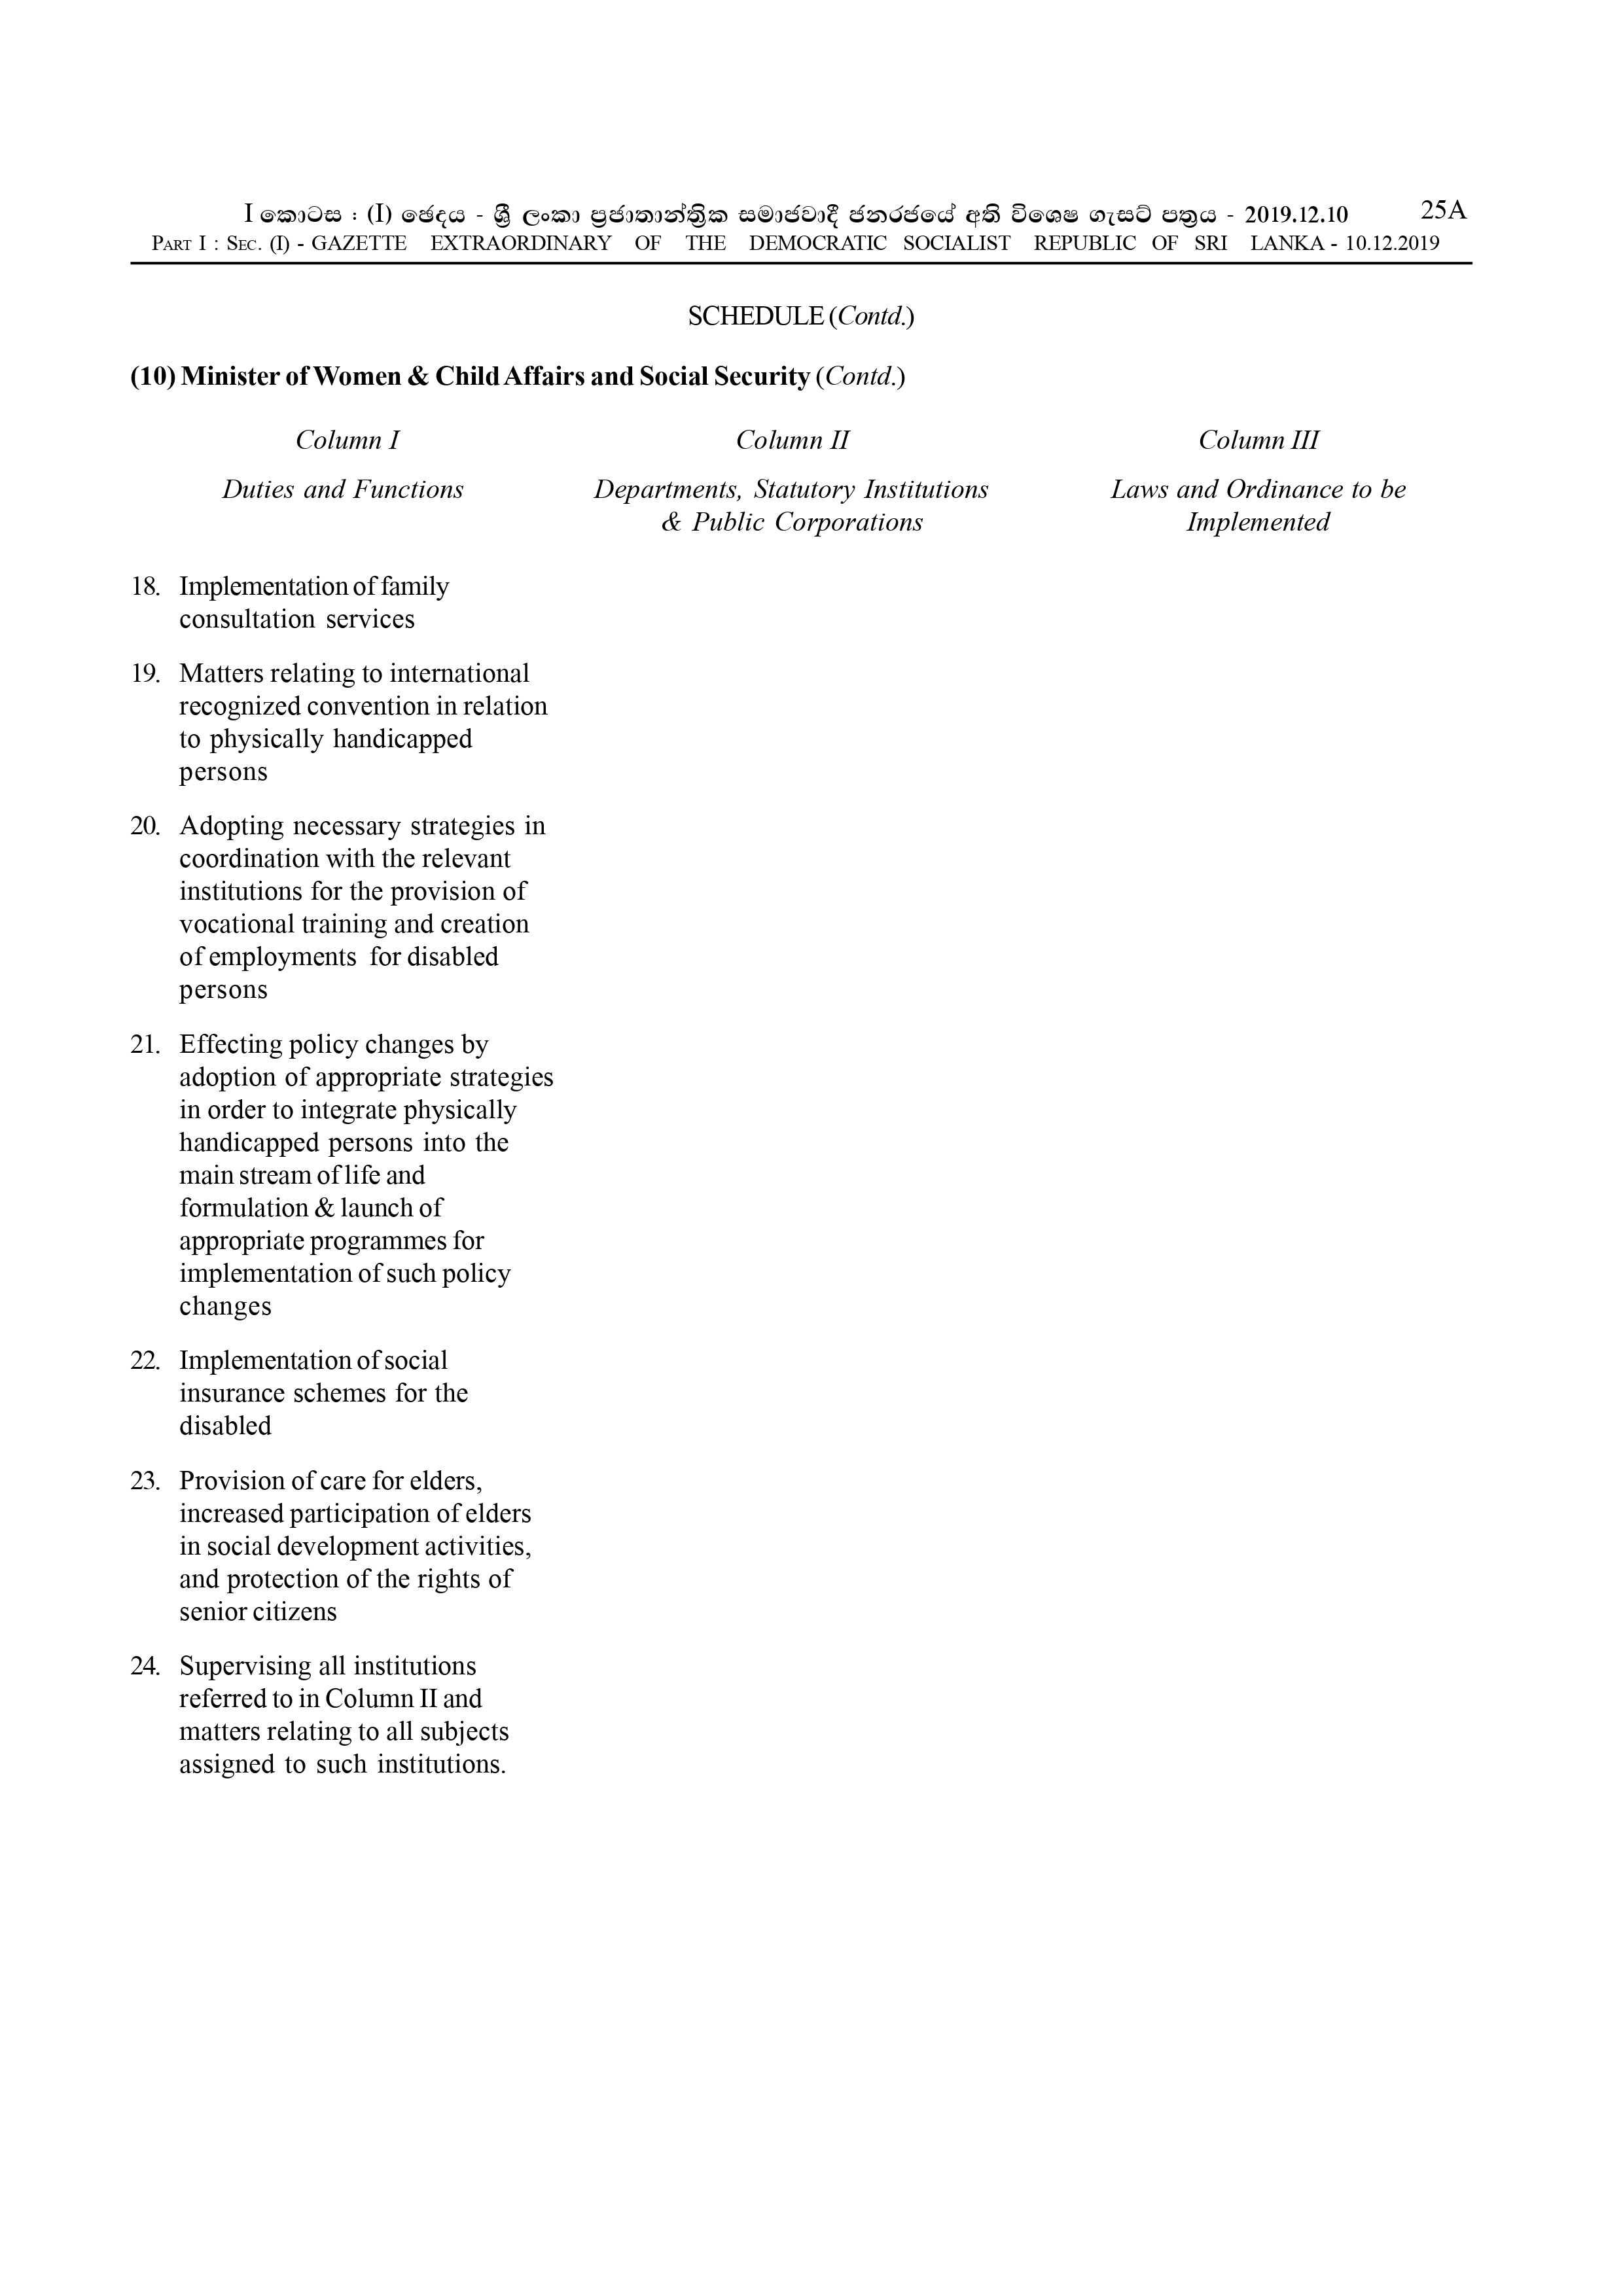 I කොටස : (I) ඡෙදය - ශ්‍රී ලංකා ප්‍රජාතාන්ත්‍රික සමාජවාදී ජනරජයේ අති විශෙෂ ගැසට් පත්‍රය - 2019.12.10 25A
PART I : SEC. (I) - GAZETTE EXTRAORDINARY OF THE DEMOCRATIC SOCIALIST REPUBLIC OF SRI LANKA - 10.12.2019
SCHEDULE (Contd.)
(10) Minister of Women & Child Affairs and Social Security (Contd.)
Column I Column II Column III
Duties and Functions Departments, Statutory Institutions Laws and Ordinance to be
& Public Corporations Implemented
18. Implementation of family
consultation services
19. Matters relating to international
recognized convention in relation
to physically handicapped
persons
20. Adopting necessary strategies in
coordination with the relevant
institutions for the provision of
vocational training and creation
of employments for disabled
persons
21. Effecting policy changes by
adoption of appropriate strategies
in order to integrate physically
handicapped persons into the
main stream of life and
formulation & launch of
appropriate programmes for
implementation of such policy
changes
22. Implementation of social
insurance schemes for the
disabled
23. Provision of care for elders,
increased participation of elders
in social development activities,
and protection of the rights of
senior citizens
24. Supervising all institutions
referred to in Column II and
matters relating to all subjects
assigned to such institutions.